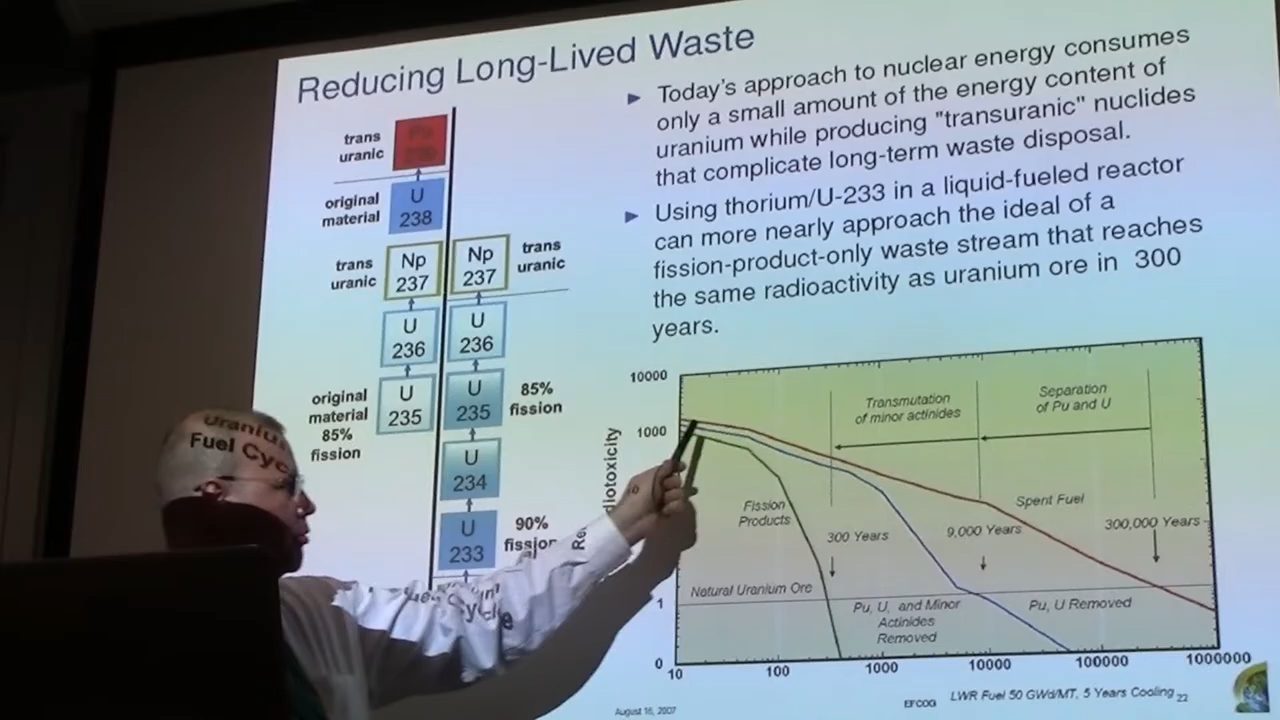 Reducing Long-Lived Waste
trans
uranic
original
material
U
238
trans
uranic
Np
237
Np
237
trans
uranic
U
236
U
236
original
material
85%
fission
U
235
U
235
85%
fission
U
234
U
233
90%
fission
Uranium
Fuel Cyc
► Today's approach to nuclear energy consumes
only a small amount of the energy content of
uranium while producing "transuranic" nuclides
that complicate long-term waste disposal.
► Using thorium/U-233 in a liquid-fueled reactor
can more nearly approach the ideal of a
fission-product-only waste stream that reaches
the same radioactivity as uranium ore in 300
years.
10000
1000
1
0
10
100
1000
10000
100000
1000000
Transmutation
of minor actinides
Separation
of Pu and U
Fission
Products
Spent Fuel
300 Years
9,000 Years
300,000 Years
Natural Uranium Ore
Pu, U, and Minor
Actinides
Removed
Pu, U Removed
August 16, 2007
EFCOG
LWR Fuel 50 GWd/MT, 5 Years Cooling
22